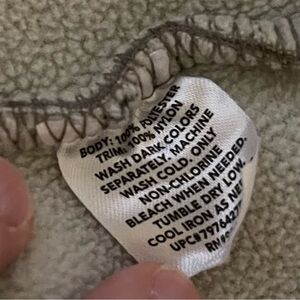 BODY: 100% POLYESTER
TRIM: 100% NYLON
WASH DARK COLORS
SEPARATELY. MACHINE
WASH COLD. ONLY
NON-CHLORINE
BLEACH WHEN NEEDED.
TUMBLE DRY LOW.
COOL IRON AS